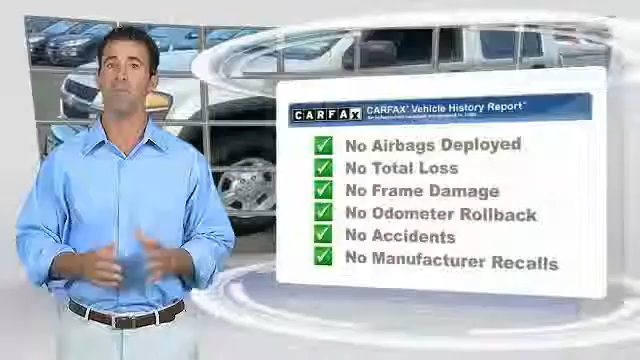 CARFAX CARFAX Vehicle History Report™
No Airbags Deployed
No Total Loss
No Frame Damage
No Odometer Rollback
No Accidents
No Manufacturer Recalls